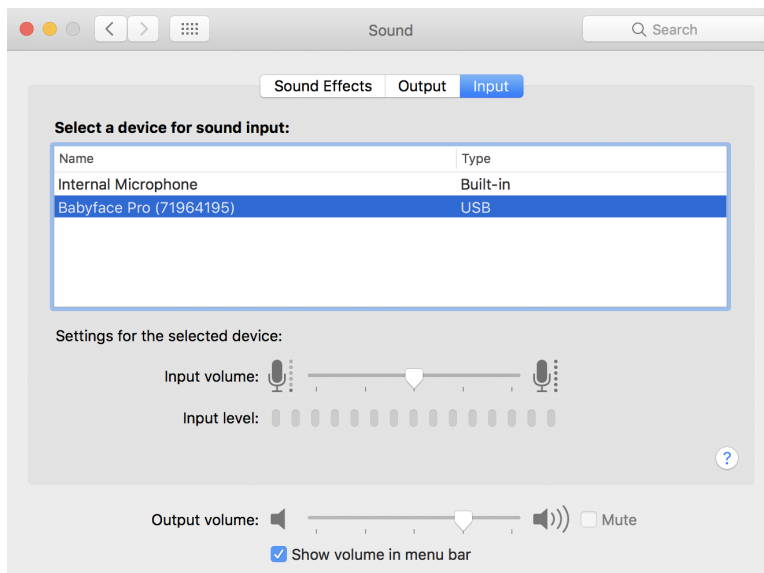 Sound
Search
Sound Effects Output Input
Select a device for sound input:
Name Type
Internal Microphone Built-in
Babyface Pro (71964195) USB
Settings for the selected device:
Input volume:
Input level:
?
Output volume: Mute
Show volume in menu bar